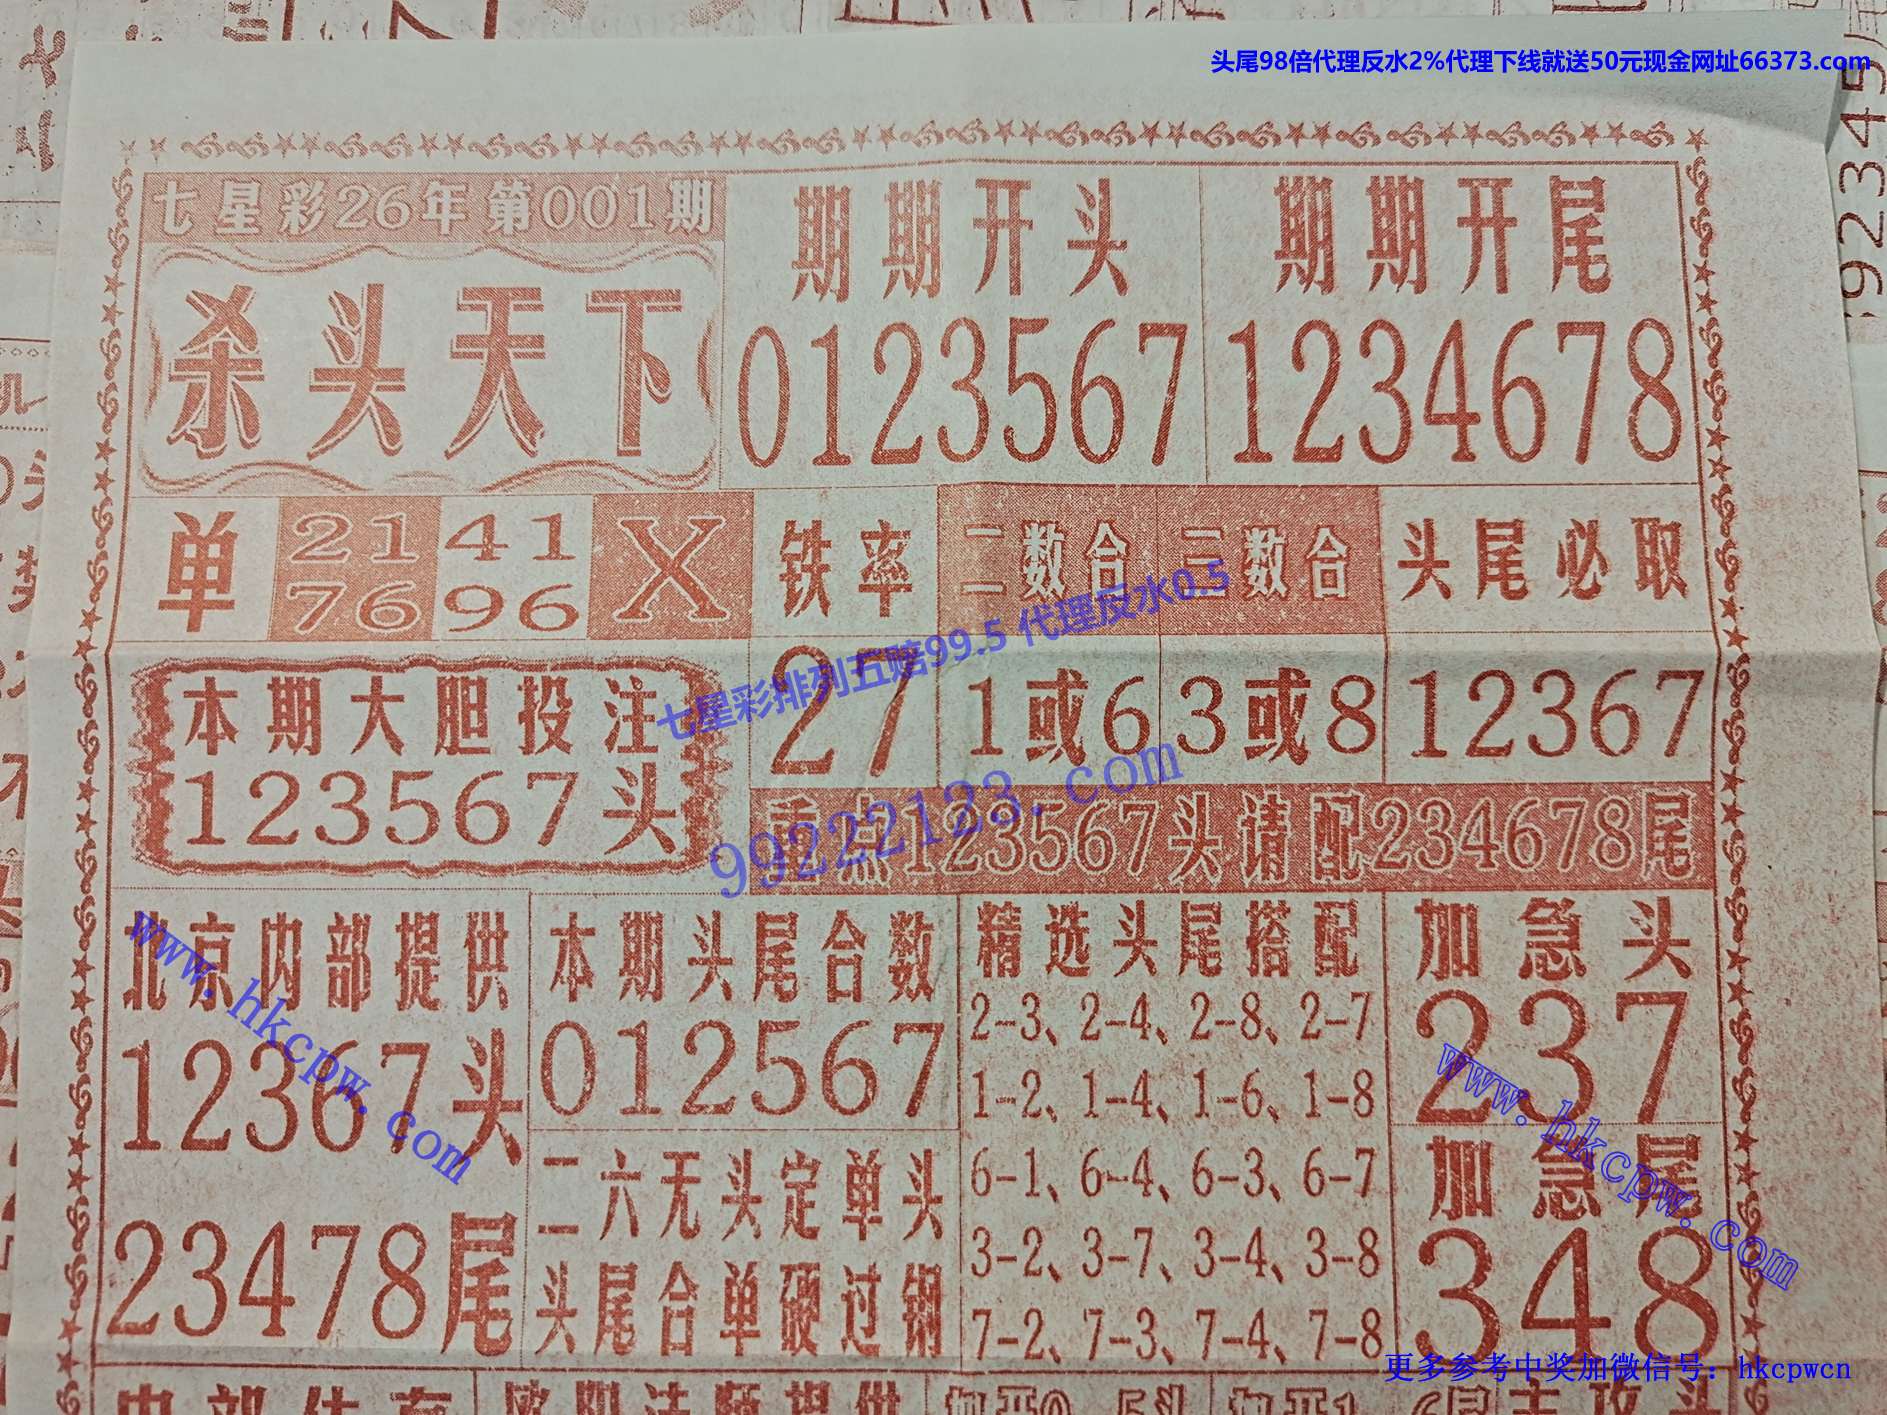 头尾98倍代理反水2%代理下线就送50元现金网址66373.com
七星彩26年第001期
杀头天下
期期开头
0123567
期期开尾
1234678
单
21 41
76 96
X
铁率
27
二数合
1或6
三数合
3或8
头尾必取
12367
本期大胆投注
123567头
重点123567头请配234678尾
七星彩排列五赔99.5 代理反水0.5
99222123.com
北京内部提供
12367头
23478尾
www.hkcpw.com
本期头尾合数
012567
二六无头定单头
头尾合单硬过钢
精选头尾搭配
2-3、2-4、2-8、2-7
1-2、1-4、1-6、1-8
6-1、6-4、6-3、6-7
3-2、3-7、3-4、3-8
7-2、7-3、7-4、7-8
加急头
237
加急尾
348
www.hkcpw.com
更多参考中奖加微信号：hkcpwcn
92345